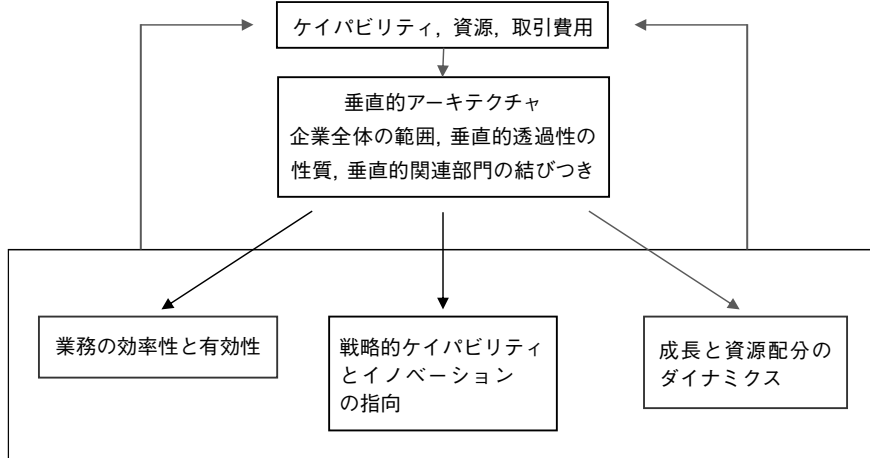 ケイパビリティ, 資源, 取引費用
垂直的アーキテクチャ
企業全体の範囲, 垂直的透過性の
性質, 垂直的関連部門の結びつき
業務の効率性と有効性
戦略的ケイパビリティ
とイノベーション
の指向
成長と資源配分の
ダイナミクス